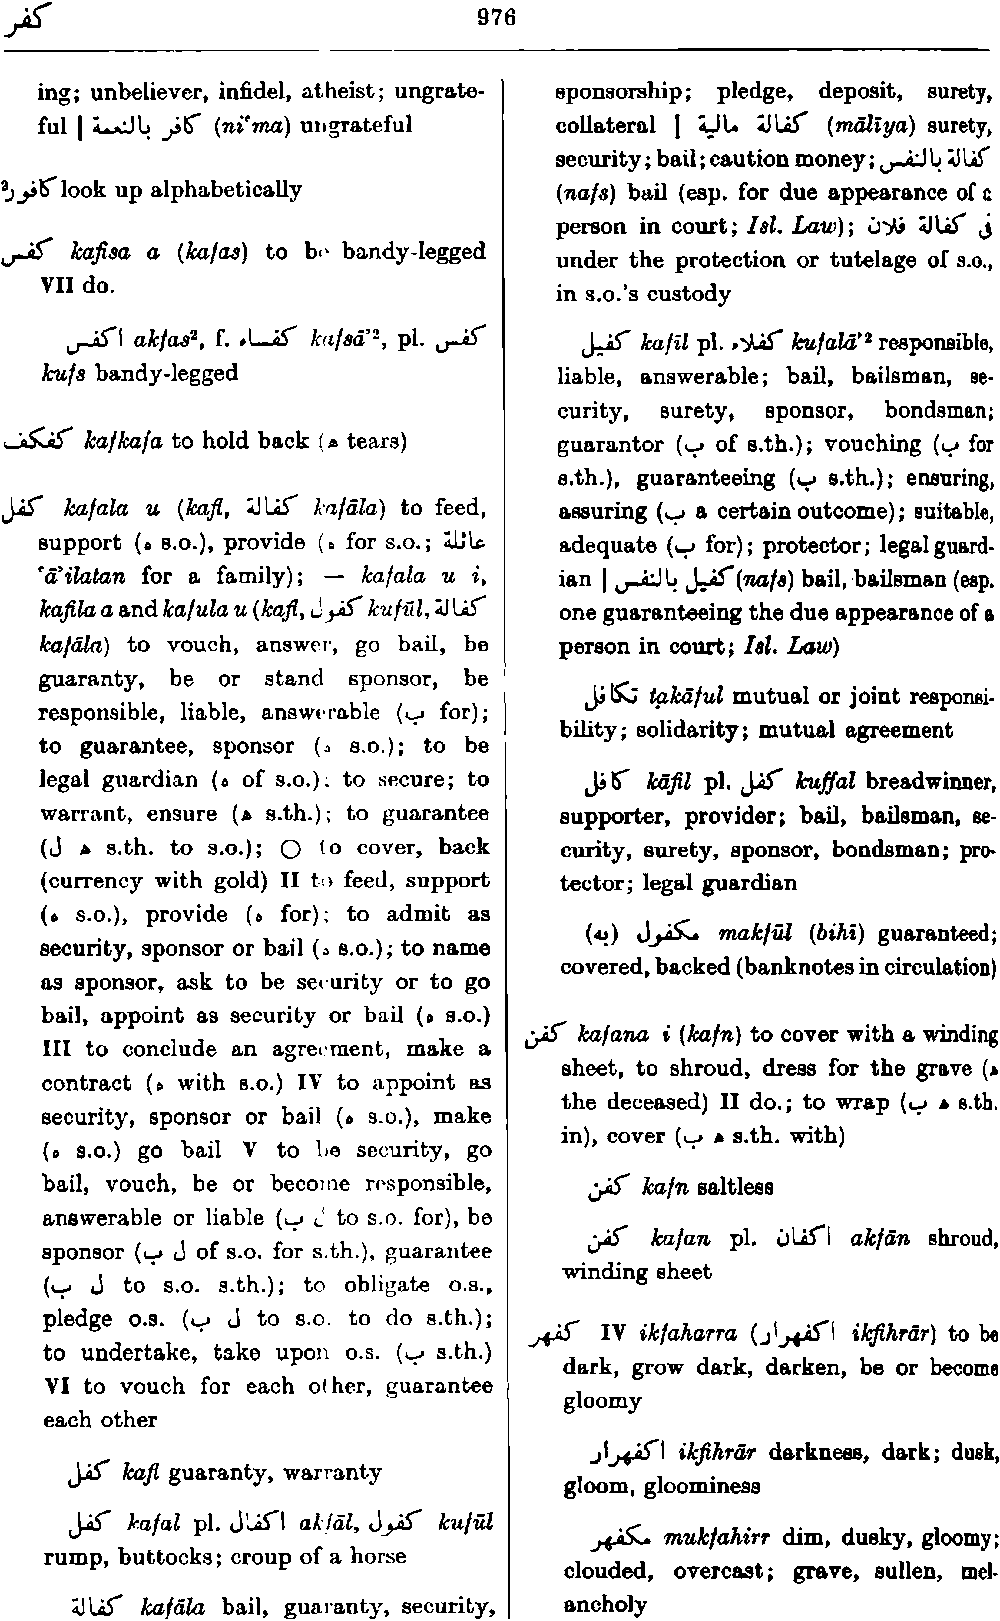 كفر
976
ing; unbeliever, infidel, atheist; ungrate-
ful | كافر بالنعمة (ni‘ma) ungrateful
كافور² look up alphabetically
كفس kafisa a (kafas) to be bandy-legged
VII do.
اكفس akfas², f. كفساء kafsā’², pl. كفس
kufs bandy-legged
كفكف kafkafa to hold back (ه tears)
كفل kafala u (kafl, كفالة kafāla) to feed,
support (ه s.o.), provide (ه for s.o.; عائلة
‘ā’ilatan for a family); — kafala u i,
kafila a and kafula u (kafl, كفول kufūl, كفالة
kafāla) to vouch, answer, go bail, be
guaranty, be or stand sponsor, be
responsible, liable, answerable (ب for);
to guarantee, sponsor (ه s.o.); to be
legal guardian (ه of s.o.); to secure; to
warrant, ensure (ه s.th.); to guarantee
(ل ه s.th. to s.o.); ○ to cover, back
(currency with gold) II to feed, support
(ه s.o.), provide (ه for); to admit as
security, sponsor or bail (ه s.o.); to name
as sponsor, ask to be security or to go
bail, appoint as security or bail (ه s.o.)
III to conclude an agreement, make a
contract (ه with s.o.) IV to appoint as
security, sponsor or bail (ه s.o.), make
(ه s.o.) go bail V to be security, go
bail, vouch, be or become responsible,
answerable or liable (ل ب to s.o. for), be
sponsor (ل ب of s.o. for s.th.), guarantee
(ل ب to s.o. s.th.); to obligate o.s.,
pledge o.s. (ل ب to s.o. to do s.th.);
to undertake, take upon o.s. (ب s.th.)
VI to vouch for each other, guarantee
each other
كفل kafl guaranty, warranty
كفل kafal pl. اكفال akfāl, كفول kufūl
rump, buttocks; croup of a horse
كفالة kafāla bail, guaranty, security,
sponsorship; pledge, deposit, surety,
collateral | كفالة مالية (mālīya) surety,
security; bail; caution money; كفالة بالنفس
(nafs) bail (esp. for due appearance of a
person in court; Isl. Law); فى كفالة فلان
under the protection or tutelage of s.o.,
in s.o.’s custody
كفيل kafīl pl. كفلاء kufalā’² responsible,
liable, answerable; bail, bailsman, se-
curity, surety, sponsor, bondsman;
guarantor (ب of s.th.); vouching (ب for
s.th.), guaranteeing (ب s.th.); ensuring,
assuring (ب a certain outcome); suitable,
adequate (ب for); protector; legal guard-
ian | كفيل بالنفس (nafs) bail, bailsman (esp.
one guaranteeing the due appearance of a
person in court; Isl. Law)
تكافل takāful mutual or joint responsi-
bility; solidarity; mutual agreement
كافل kāfil pl. كفل kuffal breadwinner,
supporter, provider; bail, bailsman, se-
curity, surety, sponsor, bondsman; pro-
tector; legal guardian
مكفول (به) makfūl (bihī) guaranteed;
covered, backed (banknotes in circulation)
كفن kafana i (kafn) to cover with a winding
sheet, to shroud, dress for the grave (ه
the deceased) II do.; to wrap (ه ب s.th.
in), cover (ه ب s.th. with)
كفن kafn saltless
كفن kafan pl. اكفان akfān shroud,
winding sheet
كفهر IV ikfaharra (اكفهرار ikfihrār) to be
dark, grow dark, darken, be or become
gloomy
اكفهرار ikfihrār darkness, dark; dusk,
gloom, gloominess
مكفهر mukfahirr dim, dusky, gloomy;
clouded, overcast; grave, sullen, mel-
ancholy